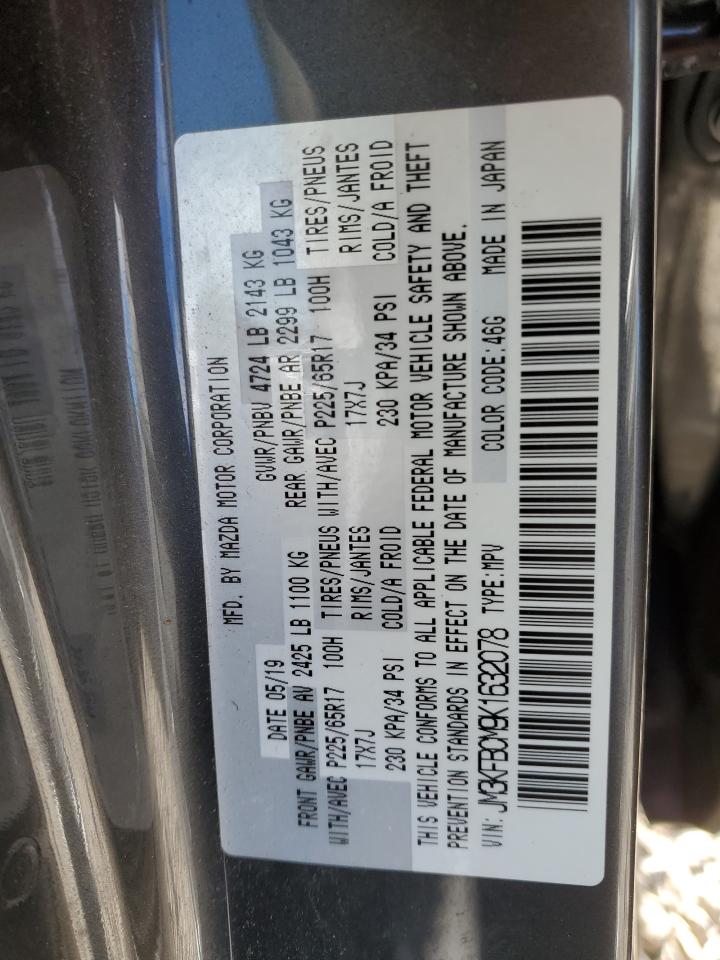 MFD. BY MAZDA MOTOR CORPORATION
DATE 05/19 GVWR/PNBV 4724 LB 2143 KG
FRONT GAWR/PNBE AV 2425 LB 1100 KG REAR GAWR/PNBE AR 2299 LB 1043 KG
WITH/AVEC P225/65R17 100H TIRES/PNEUS WITH/AVEC P225/65R17 100H TIRES/PNEUS
17X7J RIMS/JANTES 17X7J RIMS/JANTES
230 KPA/34 PSI COLD/A FROID 230 KPA/34 PSI COLD/A FROID
THIS VEHICLE CONFORMS TO ALL APPLICABLE FEDERAL MOTOR VEHICLE SAFETY AND THEFT
PREVENTION STANDARDS IN EFFECT ON THE DATE OF MANUFACTURE SHOWN ABOVE.
VIN: JM3KFBCM9K1632078 TYPE:MPV COLOR CODE:46G MADE IN JAPAN